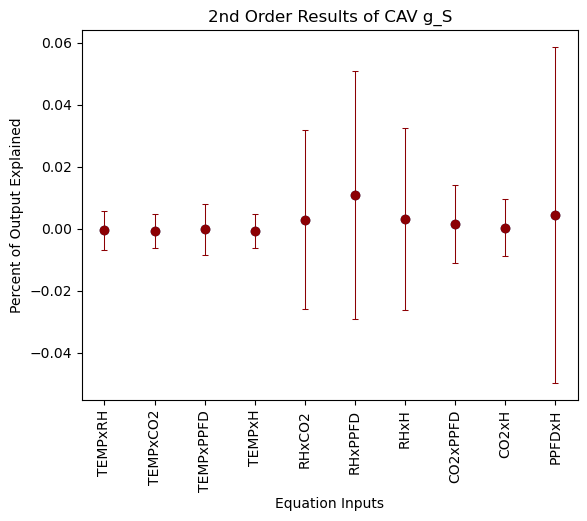 2nd Order Results of CAV g_S
Percent of Output Explained
0.06
0.04
0.02
0.00
−0.02
−0.04
TEMPxRH
TEMPxCO2
TEMPxPPFD
TEMPxH
RHxCO2
RHxPPFD
RHxH
CO2xPPFD
CO2xH
PPFDxH
Equation Inputs